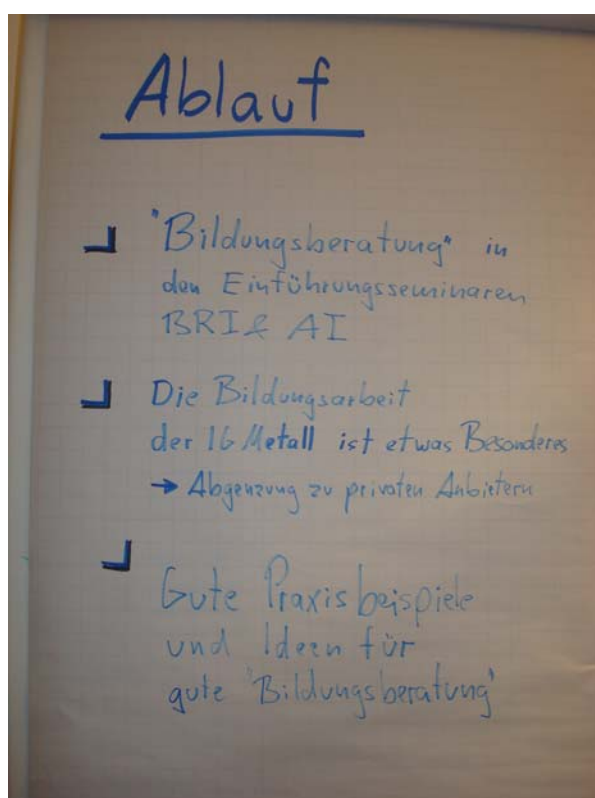 Ablauf
"Bildungsberatung" in
den Einführungsseminaren
BRI & AI
Die Bildungsarbeit
der IG Metall ist etwas Besonderes
→ Abgenzung zu privaten Anbietern
Gute Praxisbeispiele
und Ideen für
gute "Bildungsberatung"